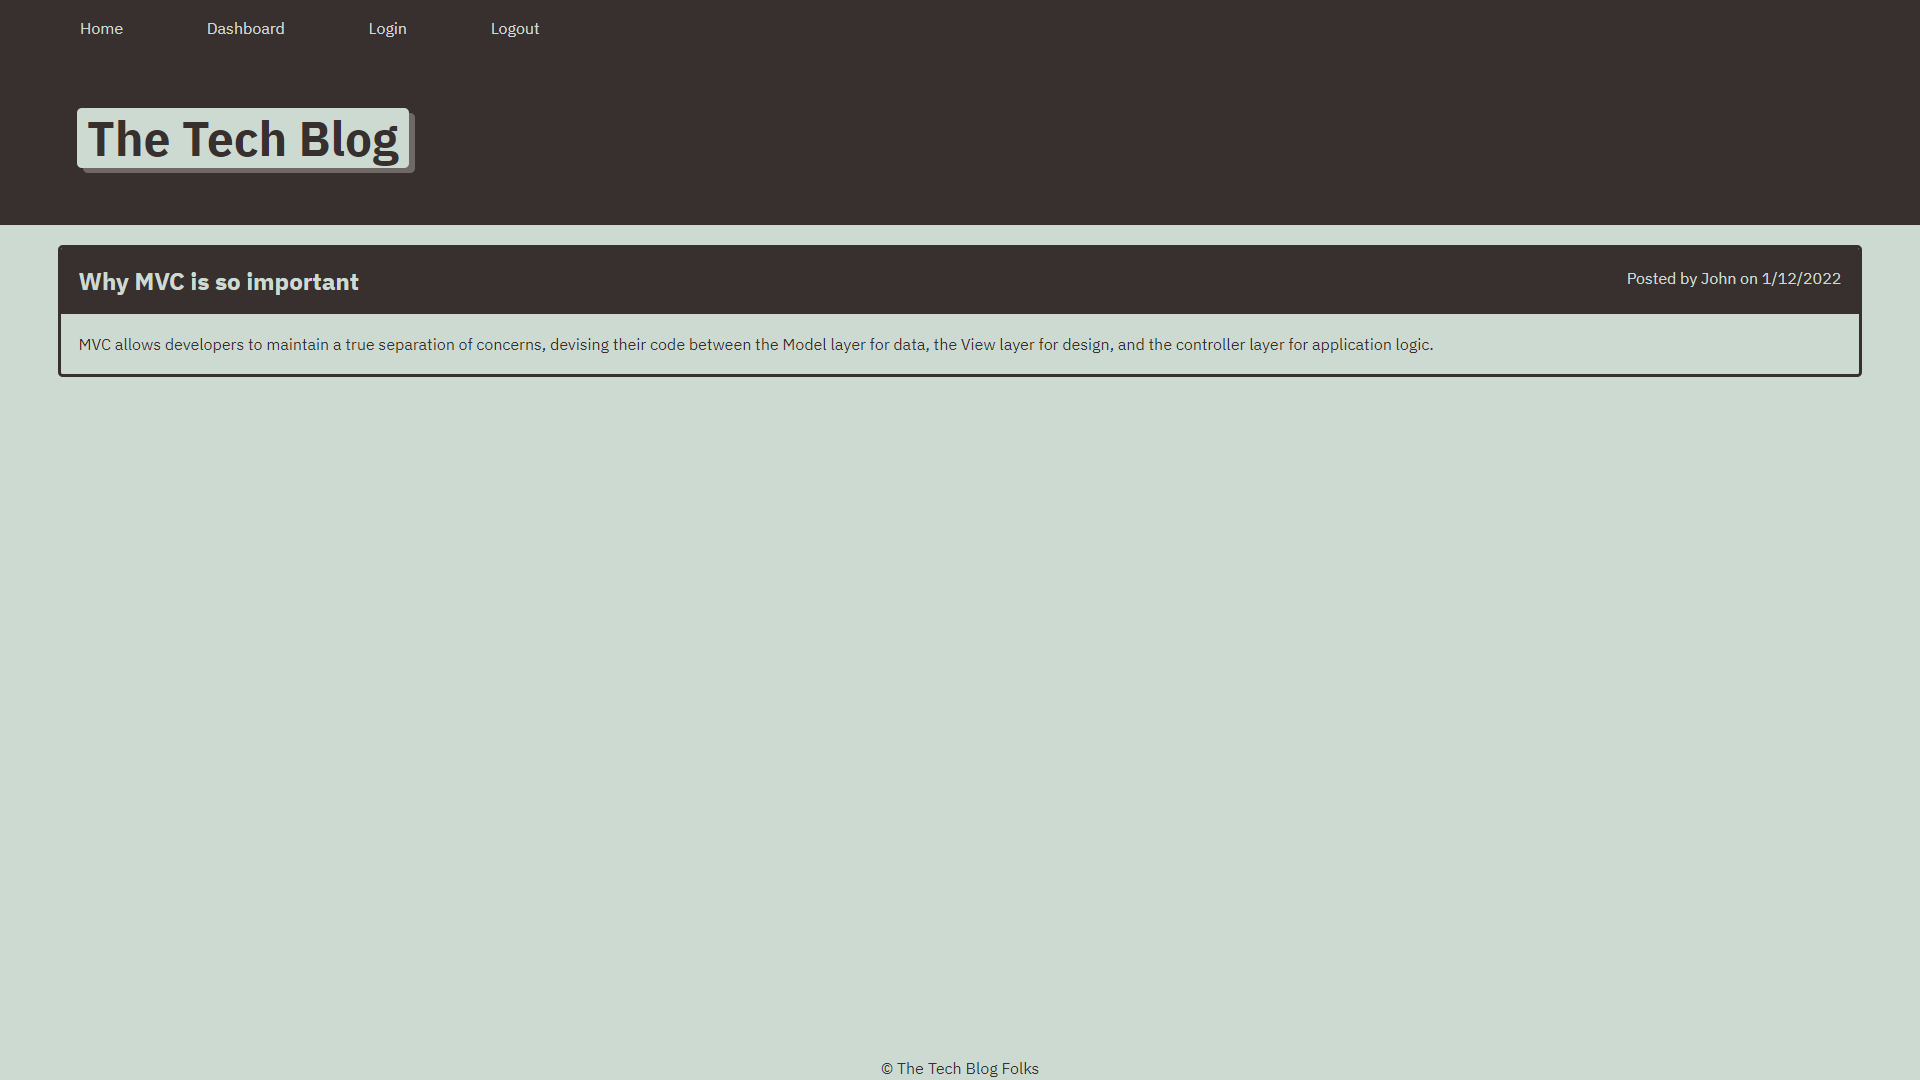 Home Dashboard Login Logout
The Tech Blog
Why MVC is so important
Posted by John on 1/12/2022
MVC allows developers to maintain a true separation of concerns, devising their code between the Model layer for data, the View layer for design, and the controller layer for application logic.
© The Tech Blog Folks